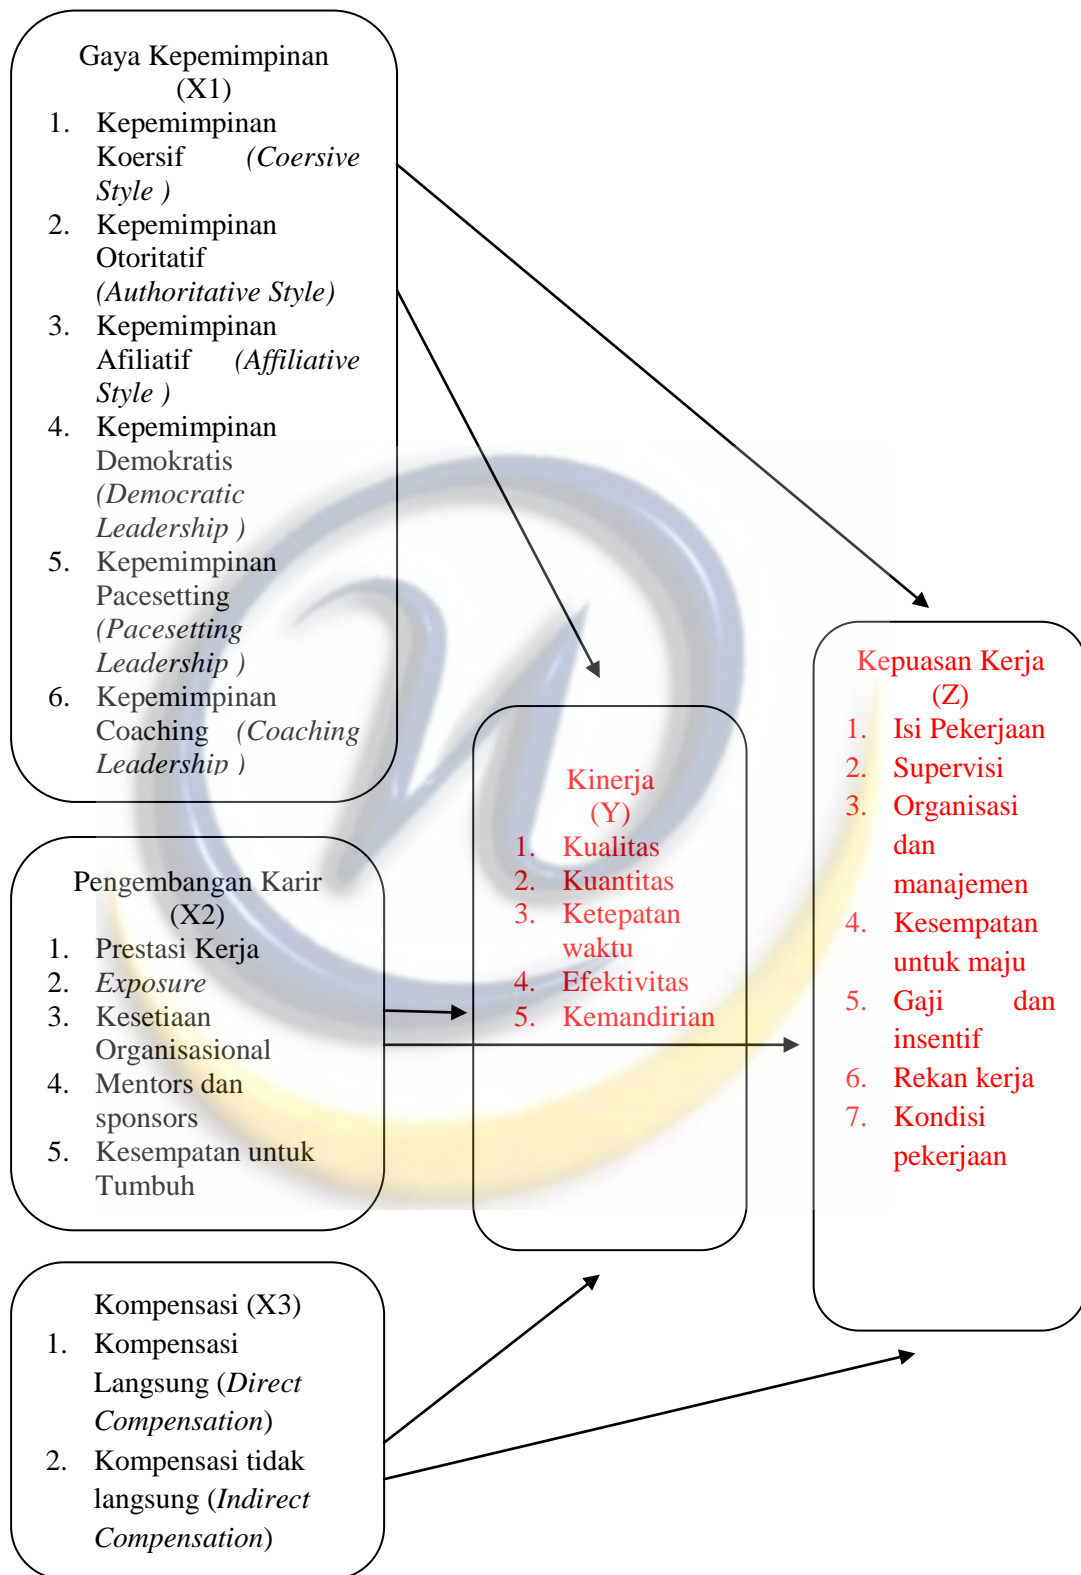 Gaya Kepemimpinan
(X1)
1. Kepemimpinan
Koersif (Coersive
Style )
2. Kepemimpinan
Otoritatif
(Authoritative Style)
3. Kepemimpinan
Afiliatif (Affiliative
Style )
4. Kepemimpinan
Demokratis
(Democratic
Leadership )
5. Kepemimpinan
Pacesetting
(Pacesetting
Leadership )
6. Kepemimpinan
Coaching (Coaching
Leadership )
Pengembangan Karir
(X2)
1. Prestasi Kerja
2. Exposure
3. Kesetiaan
Organisasional
4. Mentors dan
sponsors
5. Kesempatan untuk
Tumbuh
Kompensasi (X3)
1. Kompensasi
Langsung (Direct
Compensation)
2. Kompensasi tidak
langsung (Indirect
Compensation)
Kinerja
(Y)
1. Kualitas
2. Kuantitas
3. Ketepatan
waktu
4. Efektivitas
5. Kemandirian
Kepuasan Kerja
(Z)
1. Isi Pekerjaan
2. Supervisi
3. Organisasi
dan
manajemen
4. Kesempatan
untuk maju
5. Gaji dan
insentif
6. Rekan kerja
7. Kondisi
pekerjaan